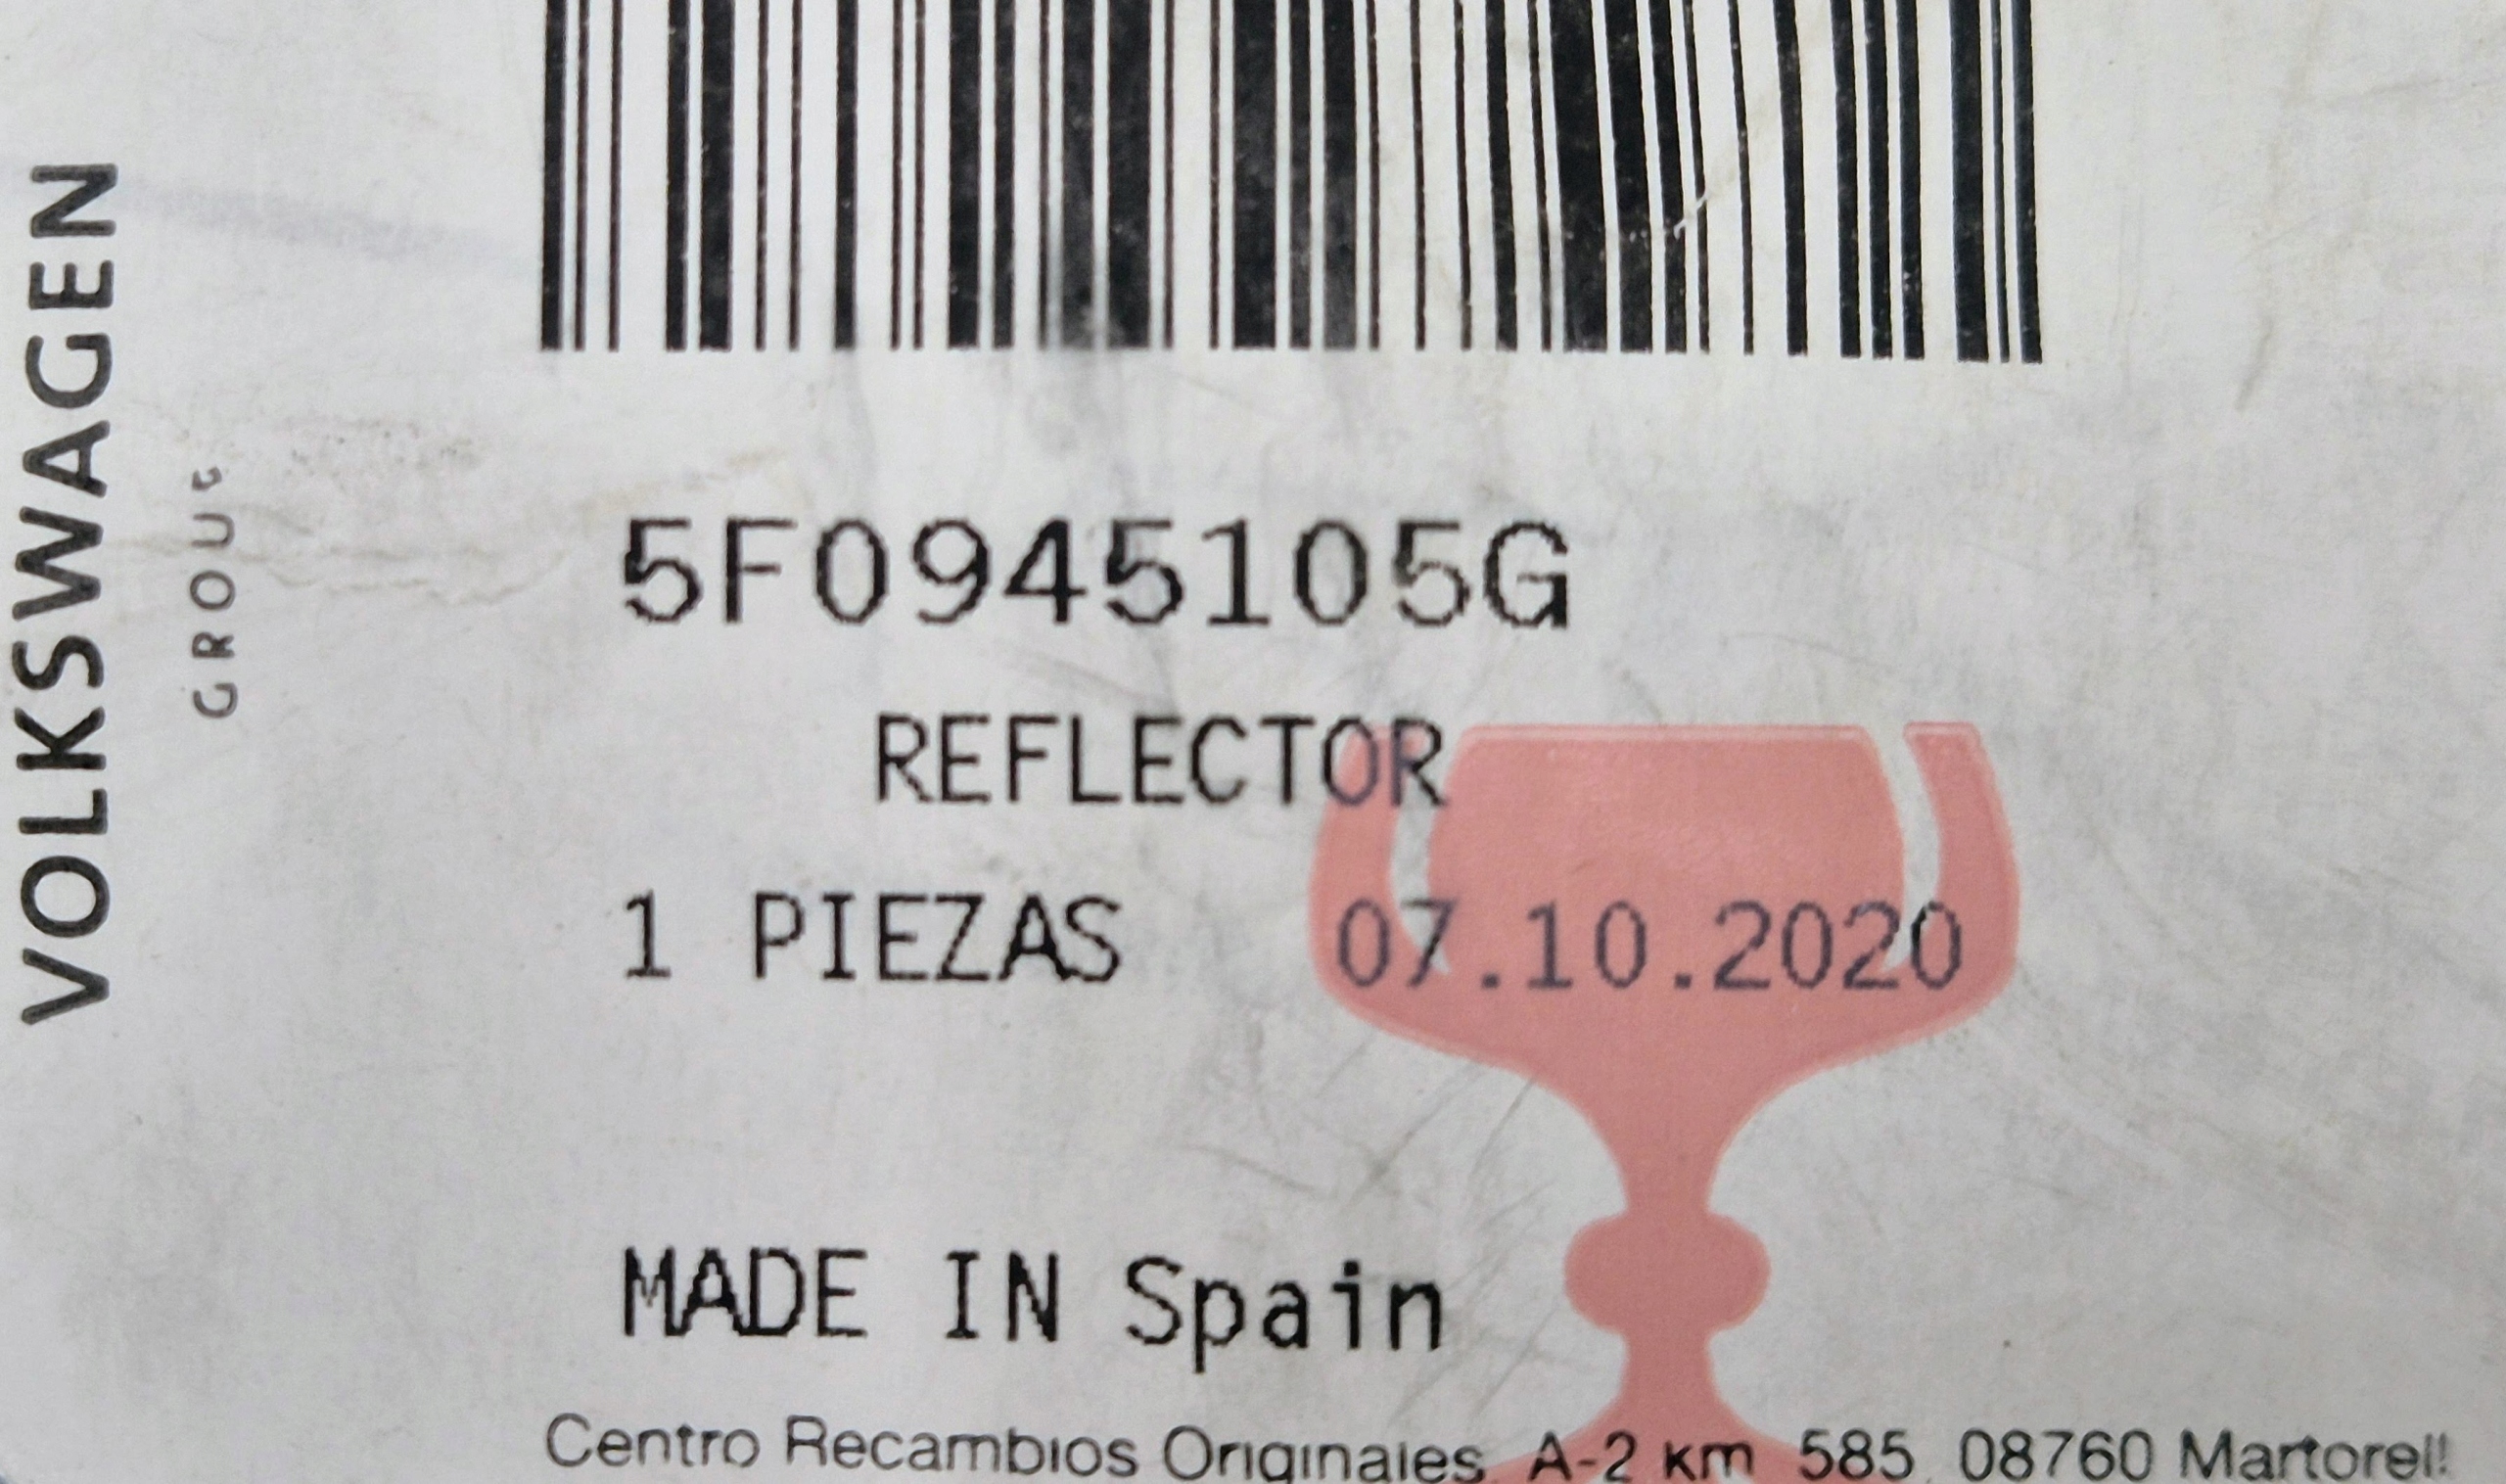 VOLKSWAGEN
GROUP
5F0945105G
REFLECTOR
1 PIEZAS 07.10.2020
MADE IN Spain
Centro Recambios Originales. A-2 km 585 08760 Martorell